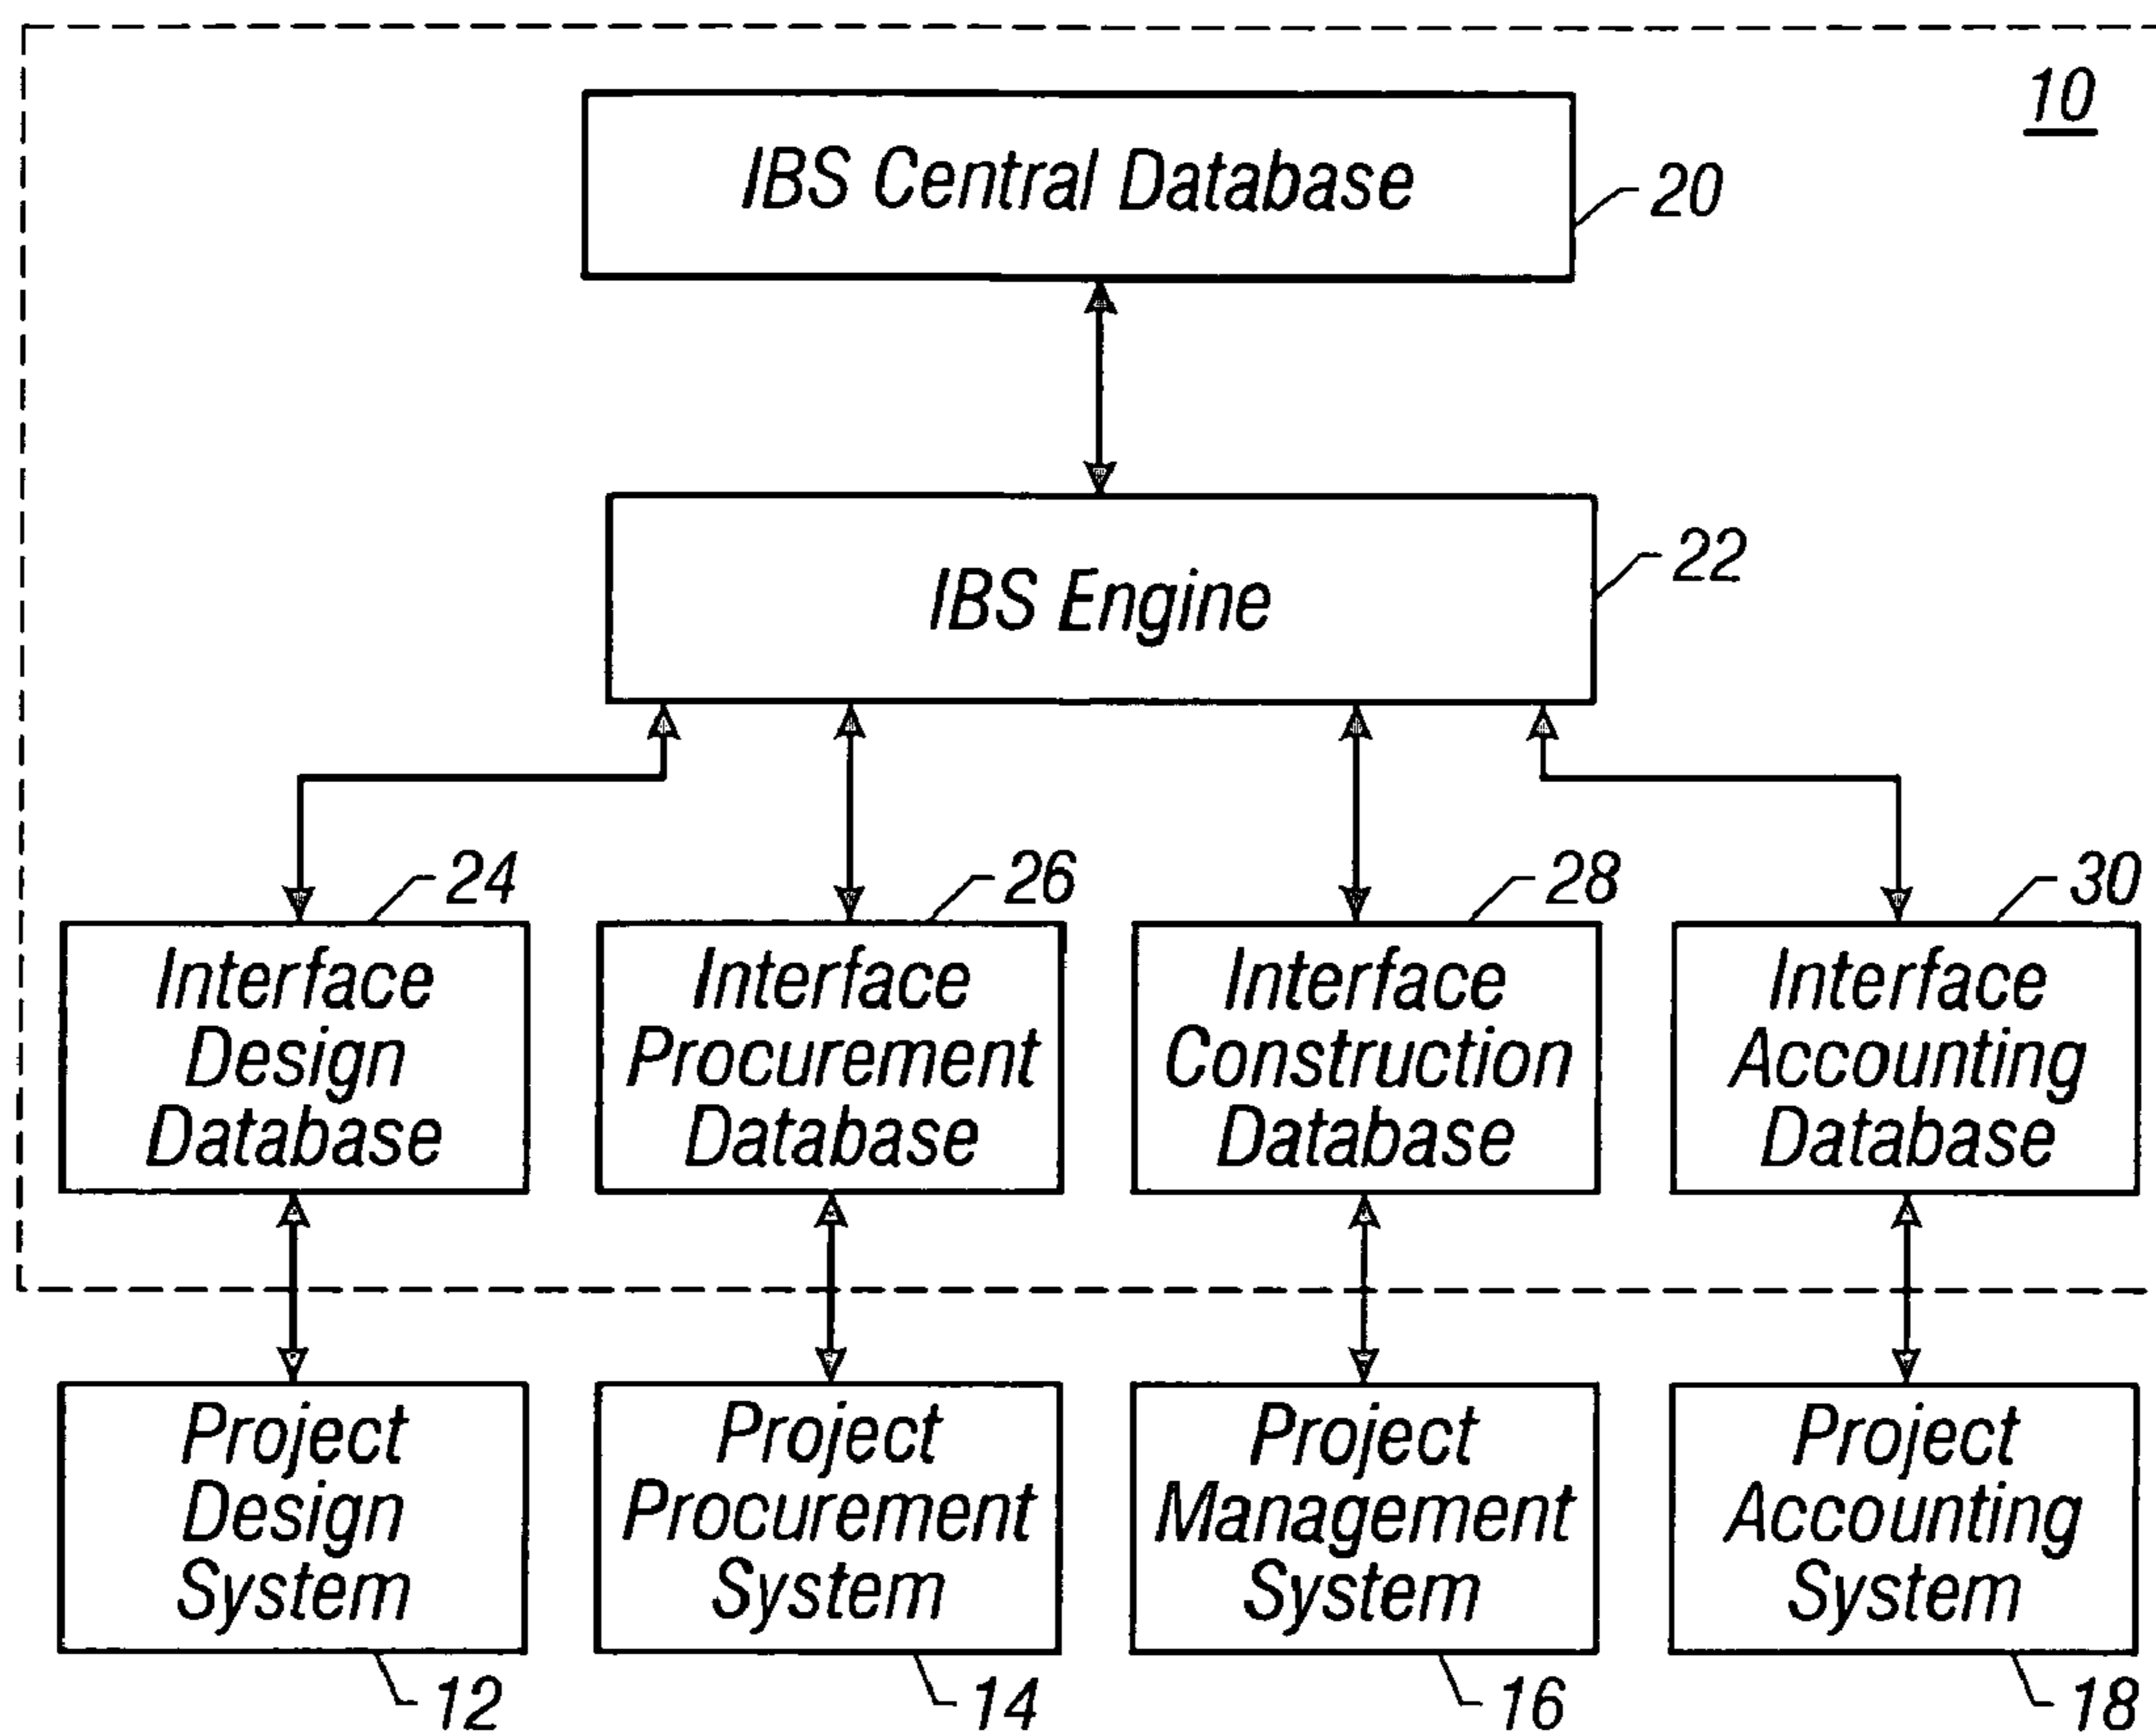 10
IBS Central Database
20
IBS Engine
22
24
26
28
30
Interface
Design
Database
Interface
Procurement
Database
Interface
Construction
Database
Interface
Accounting
Database
Project
Design
System
Project
Procurement
System
Project
Management
System
Project
Accounting
System
12
14
16
18